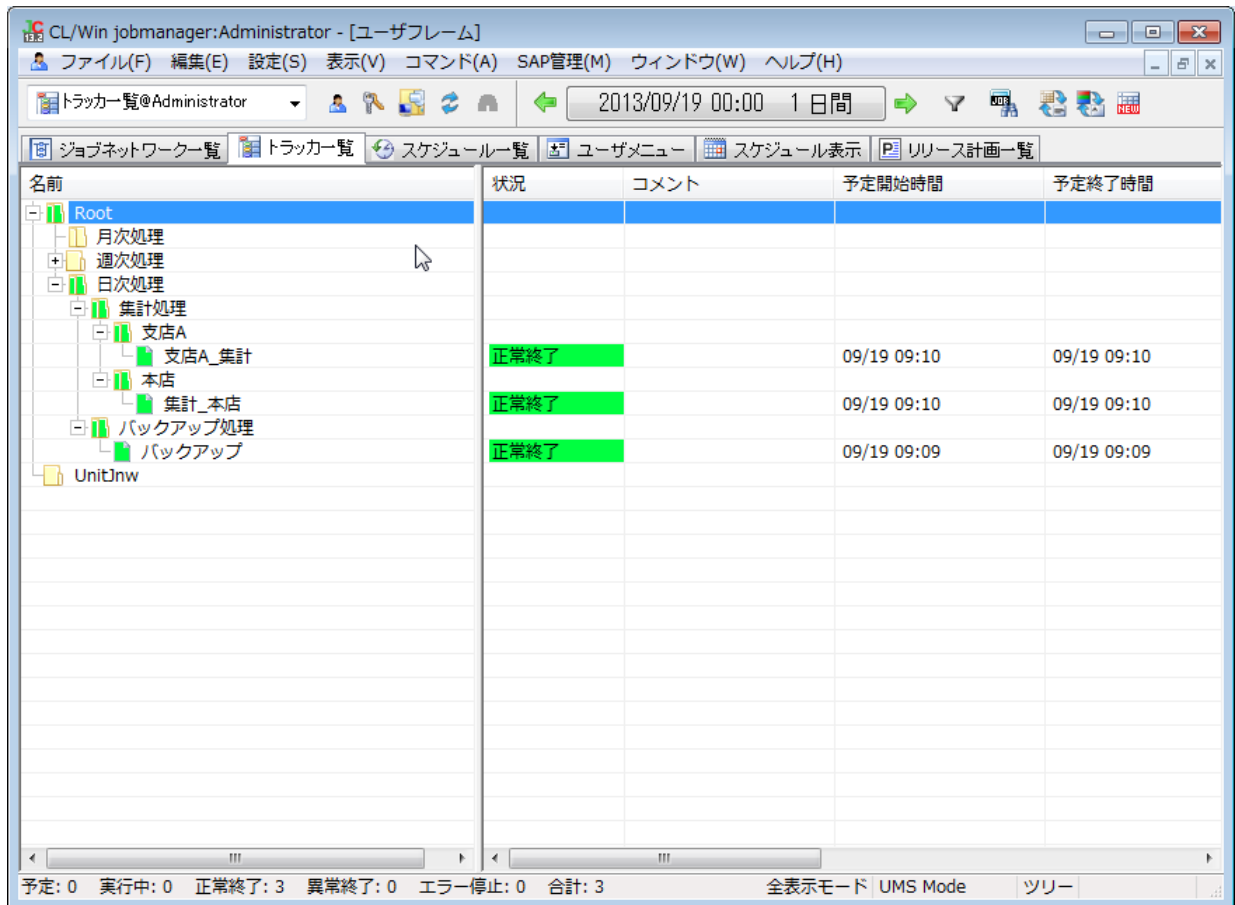 CL/Win jobmanager:Administrator - [ユーザフレーム]
ファイル(F) 編集(E) 設定(S) 表示(V) コマンド(A) SAP管理(M) ウィンドウ(W) ヘルプ(H)
トラッカ一覧@Administrator 2013/09/19 00:00 1 日間 NEW
ジョブネットワーク一覧 トラッカ一覧 スケジュール一覧 ユーザメニュー スケジュール表示 リリース計画一覧
名前 状況 コメント 予定開始時間 予定終了時間
Root
月次処理
週次処理
日次処理
集計処理
支店A
支店A_集計 正常終了 09/19 09:10 09/19 09:10
本店
集計_本店 正常終了 09/19 09:10 09/19 09:10
バックアップ処理
バックアップ 正常終了 09/19 09:09 09/19 09:09
UnitJnw
予定: 0 実行中: 0 正常終了: 3 異常終了: 0 エラー停止: 0 合計: 3 全表示モード UMS Mode ツリー